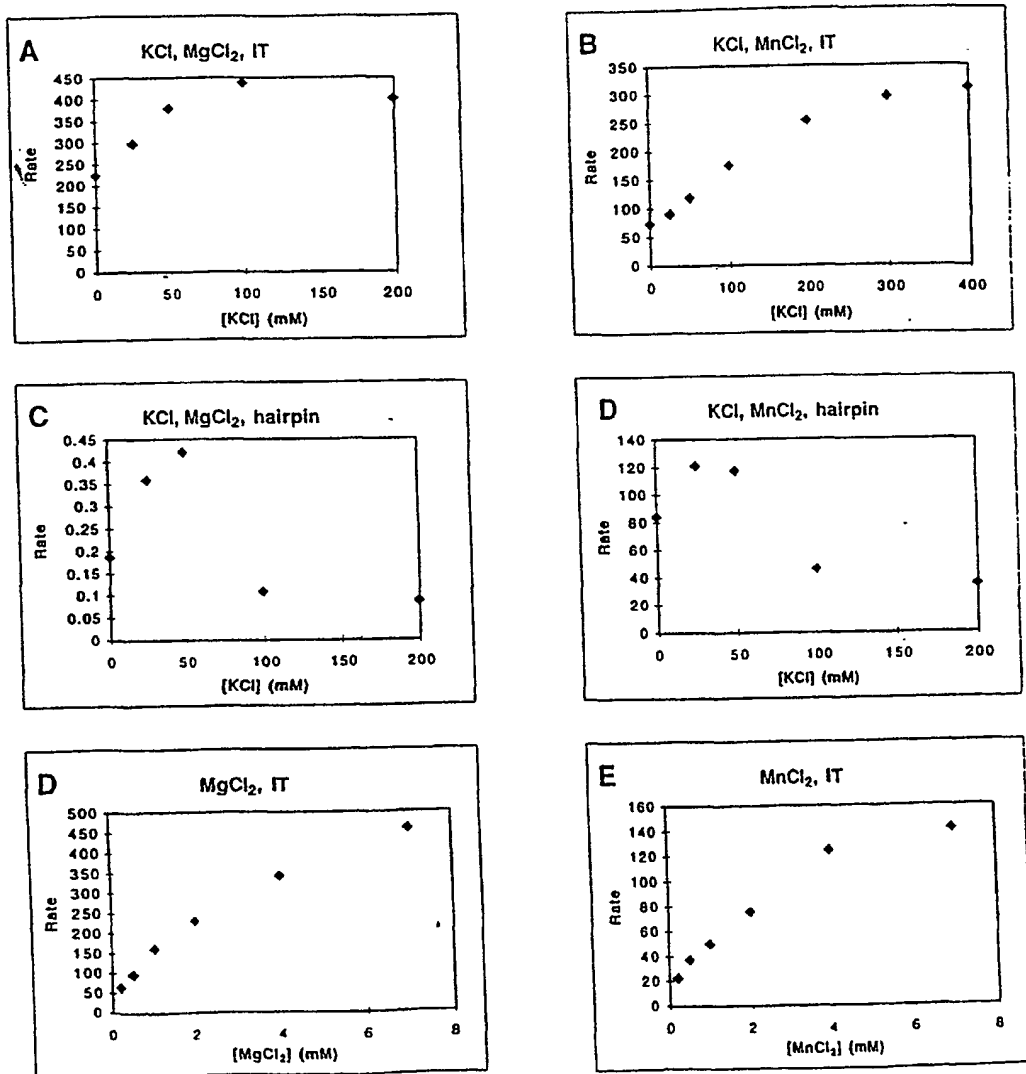 A
KCl, MgCl₂, IT
450
400
350
300
250
200
150
100
50
0
Rate
0 50 100 150 200
[KCl] (mM)
B
KCl, MnCl₂, IT
350
300
250
200
150
100
50
0
Rate
0 100 200 300 400
[KCl] (mM)
C
KCl, MgCl₂, hairpin
0.45
0.4
0.35
0.3
0.25
0.2
0.15
0.1
0.05
0
Rate
0 50 100 150 200
[KCl] (mM)
D
KCl, MnCl₂, hairpin
140
120
100
80
60
40
20
0
Rate
0 50 100 150 200
[KCl] (mM)
D
MgCl₂, IT
500
450
400
350
300
250
200
150
100
50
0
Rate
0 2 4 6 8
[MgCl₂] (mM)
E
MnCl₂, IT
160
140
120
100
80
60
40
20
0
Rate
0 2 4 6 8
[MnCl₂] (mM)